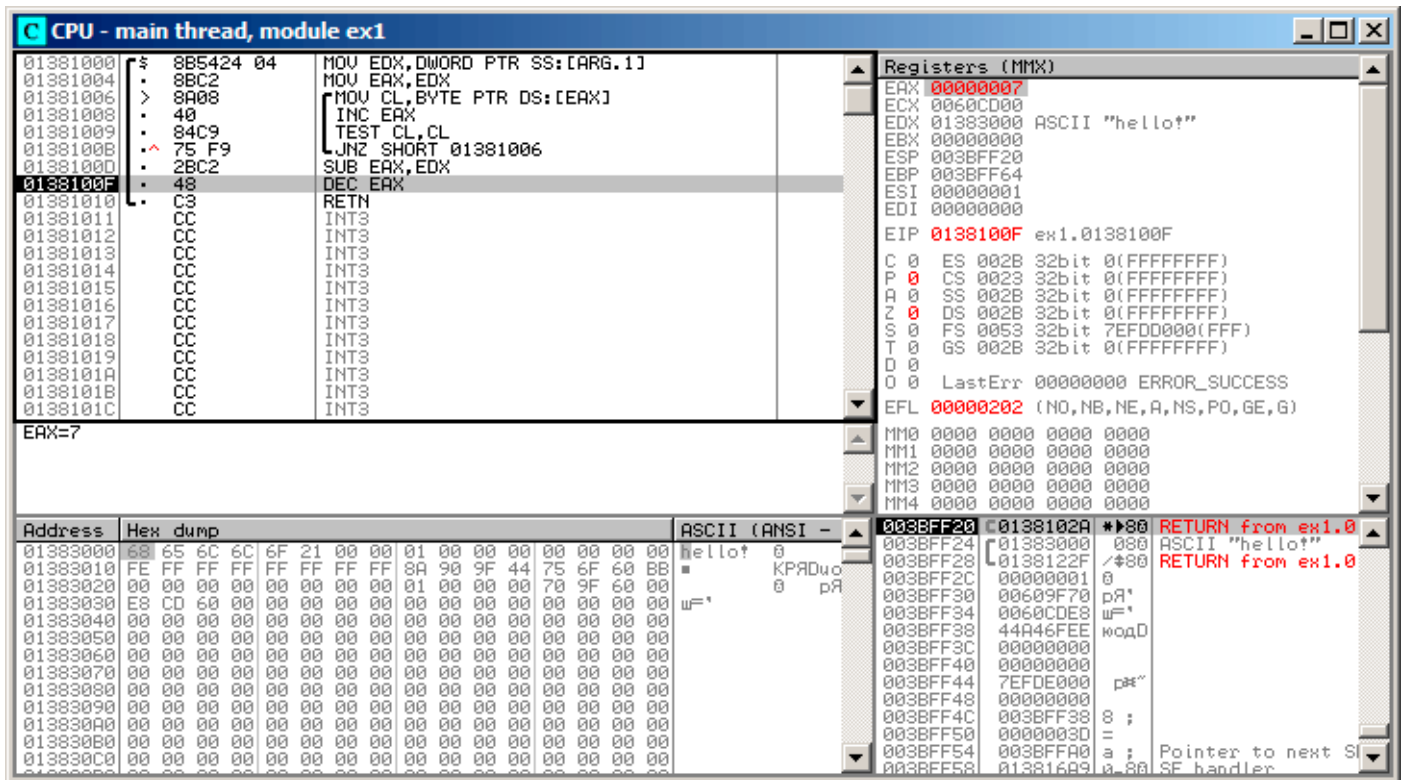 C CPU - main thread, module ex1
01381000 $ 8B5424 04 MOV EDX,DWORD PTR SS:[ARG.1]
01381004 . 8BC2 MOV EAX,EDX
01381006 > 8A08 MOV CL,BYTE PTR DS:[EAX]
01381008 . 40 INC EAX
01381009 . 84C9 TEST CL,CL
0138100B .^ 75 F9 JNZ SHORT 01381006
0138100D . 2BC2 SUB EAX,EDX
0138100F . 48 DEC EAX
01381010 . C3 RETN
01381011 CC INT3
01381012 CC INT3
01381013 CC INT3
01381014 CC INT3
01381015 CC INT3
01381016 CC INT3
01381017 CC INT3
01381018 CC INT3
01381019 CC INT3
0138101A CC INT3
0138101B CC INT3
0138101C CC INT3
EAX=7
Registers (MMX)
EAX 00000007
ECX 0060CD00
EDX 01383000 ASCII "hello!"
EBX 00000000
ESP 003BFF20
EBP 003BFF64
ESI 00000001
EDI 00000000
EIP 0138100F ex1.0138100F
C 0 ES 002B 32bit 0(FFFFFFFF)
P 0 CS 0023 32bit 0(FFFFFFFF)
A 0 SS 002B 32bit 0(FFFFFFFF)
Z 0 DS 002B 32bit 0(FFFFFFFF)
S 0 FS 0053 32bit 7EFDD000(FFF)
T 0 GS 002B 32bit 0(FFFFFFFF)
D 0
O 0 LastErr 00000000 ERROR_SUCCESS
EFL 00000202 (NO,NB,NE,A,NS,PO,GE,G)
MM0 0000 0000 0000 0000
MM1 0000 0000 0000 0000
MM2 0000 0000 0000 0000
MM3 0000 0000 0000 0000
MM4 0000 0000 0000 0000
Address Hex dump ASCII (ANSI -
01383000 68 65 6C 6C 6F 21 00 00 01 00 00 00 00 00 00 00 hello!
01383010 FE FF FF FF FF FF FF FF 8A 90 9F 44 75 6F 60 BB КРЯDuo
01383020 00 00 00 00 00 00 00 00 01 00 00 00 70 9F 60 00 pЯ
01383030 E8 CD 60 00 00 00 00 00 00 00 00 00 00 00 00 00 ш='
01383040 00 00 00 00 00 00 00 00 00 00 00 00 00 00 00 00
01383050 00 00 00 00 00 00 00 00 00 00 00 00 00 00 00 00
01383060 00 00 00 00 00 00 00 00 00 00 00 00 00 00 00 00
01383070 00 00 00 00 00 00 00 00 00 00 00 00 00 00 00 00
01383080 00 00 00 00 00 00 00 00 00 00 00 00 00 00 00 00
01383090 00 00 00 00 00 00 00 00 00 00 00 00 00 00 00 00
013830A0 00 00 00 00 00 00 00 00 00 00 00 00 00 00 00 00
013830B0 00 00 00 00 00 00 00 00 00 00 00 00 00 00 00 00
013830C0 00 00 00 00 00 00 00 00 00 00 00 00 00 00 00 00
003BFF20 0138102A *►80 RETURN from ex1.0
003BFF24 01383000 080 ASCII "hello!"
003BFF28 0138122F /‡80 RETURN from ex1.0
003BFF2C 00000001
003BFF30 00609F70 pЯ'
003BFF34 0060CDE8 ш='
003BFF38 44A46FEE юoдD
003BFF3C 00000000
003BFF40 00000000
003BFF44 7EFDE000
003BFF48 00000000
003BFF4C 003BFF38 8 ;
003BFF50 0000003D =
003BFF54 003BFFA0 а ; Pointer to next S
003BFF58 013816A9 SE handler